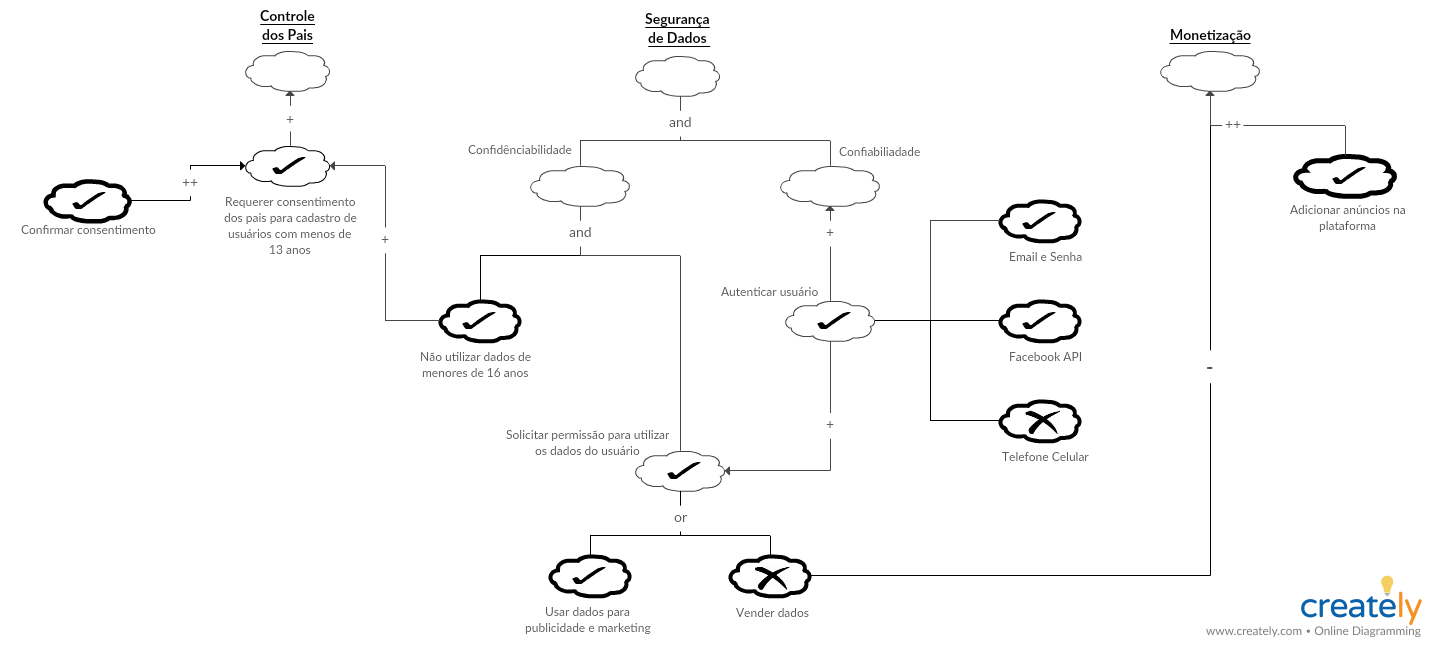 Controle
dos Pais
Segurança
de Dados
Monetização
+
and
++
Confidênciabilidade
Confiabiliadade
++
Requerer consentimento
dos pais para cadastro de
usuários com menos de
13 anos
Confirmar consentimento
Adicionar anúncios na
plataforma
+
and
+
Email e Senha
Autenticar usuário
Não utilizar dados de
menores de 16 anos
Facebook API
-
+
Solicitar permissão para utilizar
os dados do usuário
Telefone Celular
or
Usar dados para
publicidade e marketing
Vender dados
creately
www.creately.com • Online Diagramming